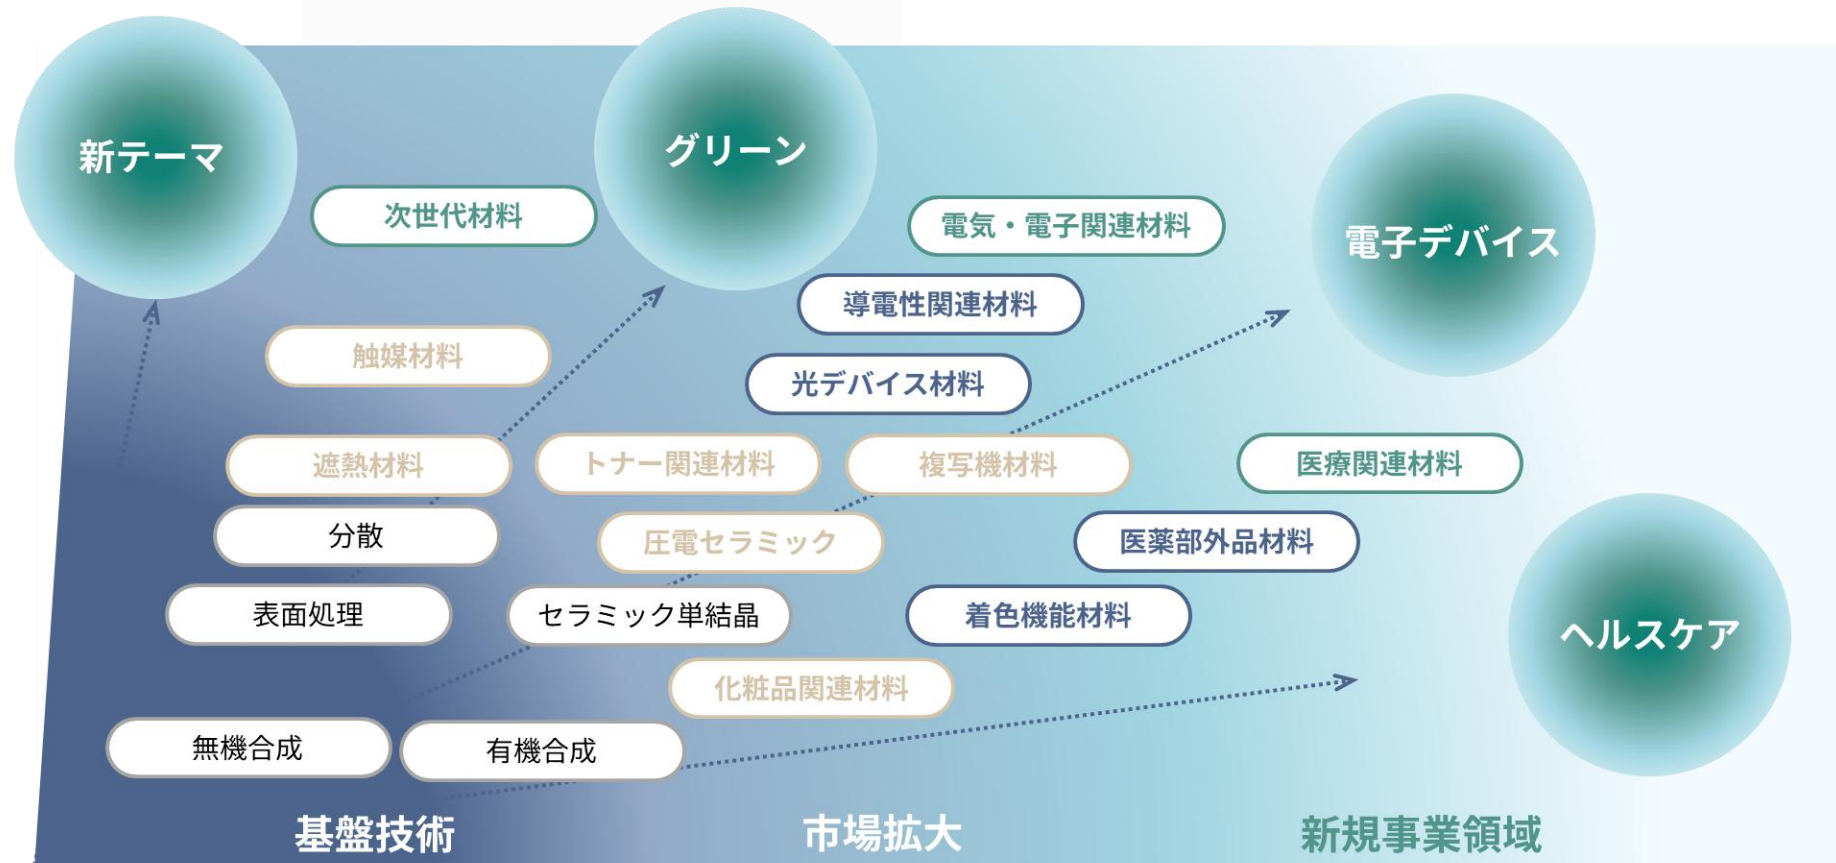 新テーマ
グリーン
電子デバイス
次世代材料
電気・電子関連材料
導電性関連材料
触媒材料
光デバイス材料
遮熱材料
トナー関連材料
複写機材料
医療関連材料
分散
圧電セラミック
医薬部外品材料
表面処理
セラミック単結晶
着色機能材料
ヘルスケア
化粧品関連材料
無機合成
有機合成
基盤技術
市場拡大
新規事業領域